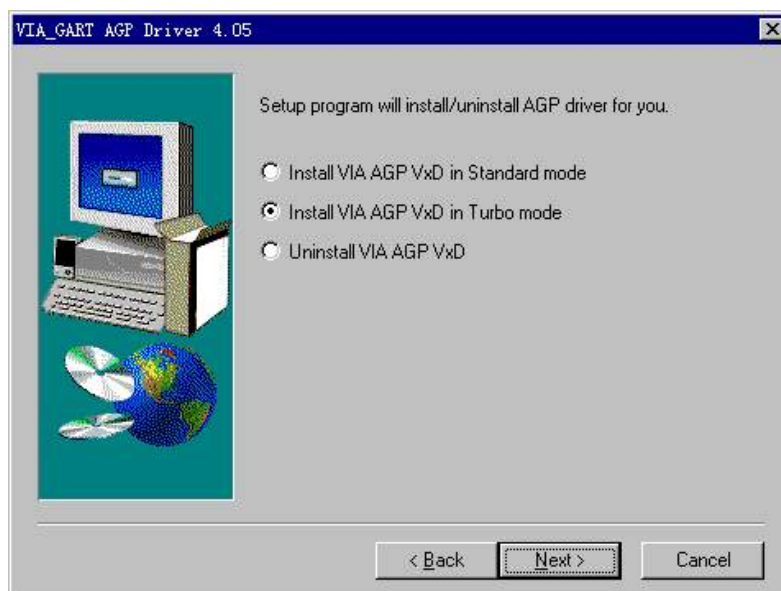 VIA_GART AGP Driver 4.05
Setup program will install/uninstall AGP driver for you.
Install VIA AGP VxD in Standard mode
Install VIA AGP VxD in Turbo mode
Uninstall VIA AGP VxD
< Back
Next >
Cancel